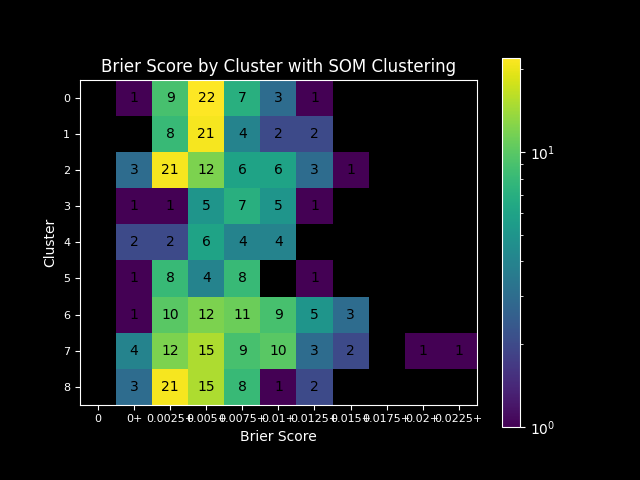 Brier Score by Cluster with SOM Clustering
0 1 9 22 7 3 1
1 8 21 4 2 2
2 3 21 12 6 6 3 1
3 1 1 5 7 5 1
4 2 2 6 4 4
5 1 8 4 8 1
6 1 10 12 11 9 5 3
7 4 12 15 9 10 3 2 1 1
8 3 21 15 8 1 2
Cluster
0 0+ 0.0025+ 0.005+ 0.0075+ 0.01+ 0.0125+ 0.015+ 0.0175+ 0.02+ 0.0225+
Brier Score
10¹
10⁰